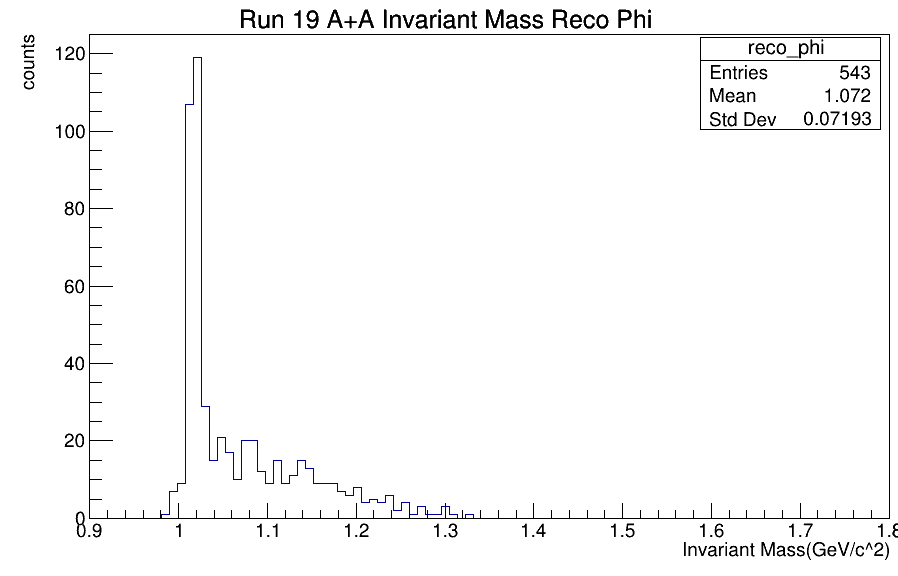 Run 19 A+A Invariant Mass Reco Phi
counts
reco_phi
Entries 543
Mean 1.072
Std Dev 0.07193
120
100
80
60
40
20
0
0.9 1 1.1 1.2 1.3 1.4 1.5 1.6 1.7 1.8
Invariant Mass(GeV/c^2)